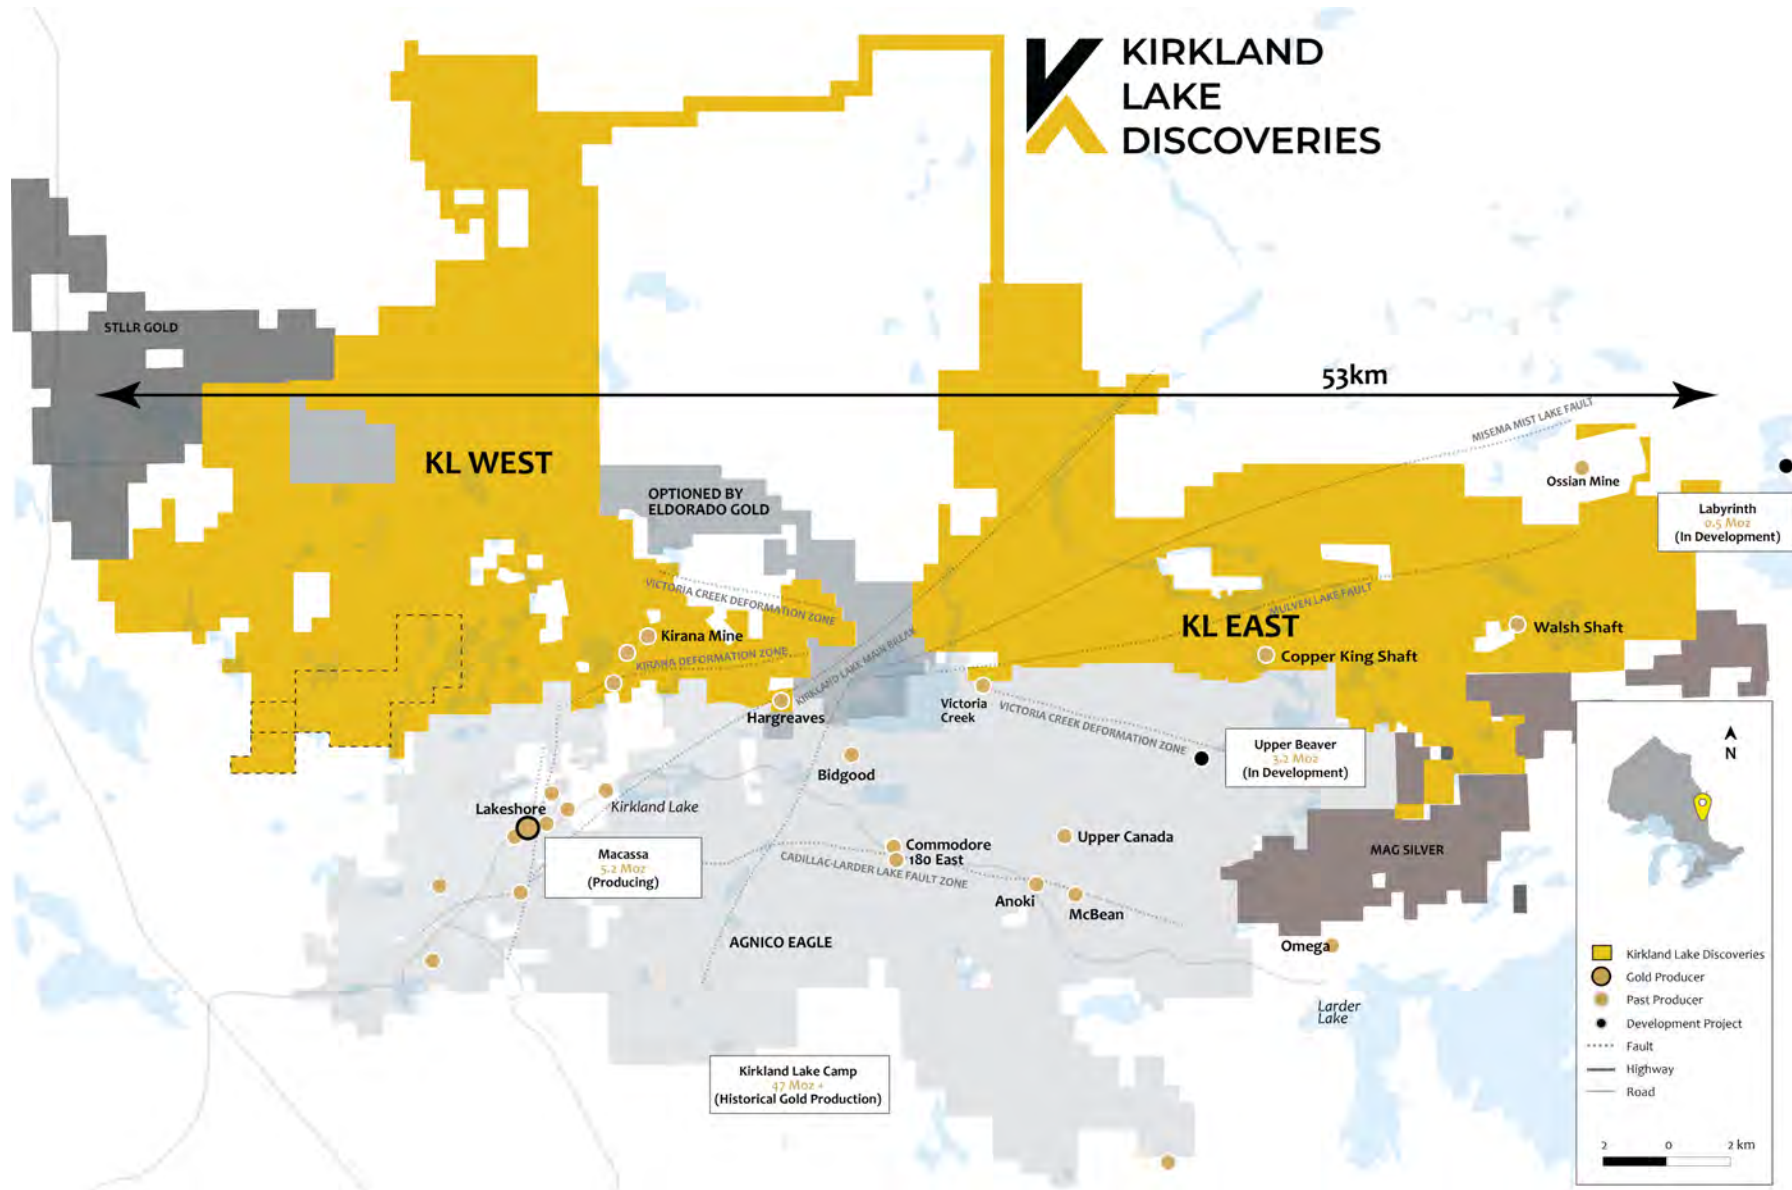 KIRKLAND
LAKE
DISCOVERIES
STLLR GOLD
53km
MISEMA MIST LAKE FAULT
KL WEST
Ossian Mine
OPTIONED BY
ELDORADO GOLD
Labyrinth
0.5 Moz
(In Development)
VICTORIA CREEK DEFORMATION ZONE
MULVEN LAKE FAULT
KL EAST
Walsh Shaft
Kirana Mine
KIRANA DEFORMATION ZONE
KIRKLAND LAKE MAIN BREAK
Copper King Shaft
Hargreaves
Victoria
Creek
VICTORIA CREEK DEFORMATION ZONE
Upper Beaver
3.2 Moz
(In Development)
N
Bidgood
Lakeshore
Kirkland Lake
Macassa
5.2 Moz
(Producing)
Commodore
180 East
CADILLAC-LARDER LAKE FAULT ZONE
Upper Canada
MAG SILVER
Anoki
McBean
AGNICO EAGLE
Omega
Larder
Lake
Kirkland Lake Camp
47 Moz +
(Historical Gold Production)
Kirkland Lake Discoveries
Gold Producer
Past Producer
Development Project
Fault
Highway
Road
2 0 2 km